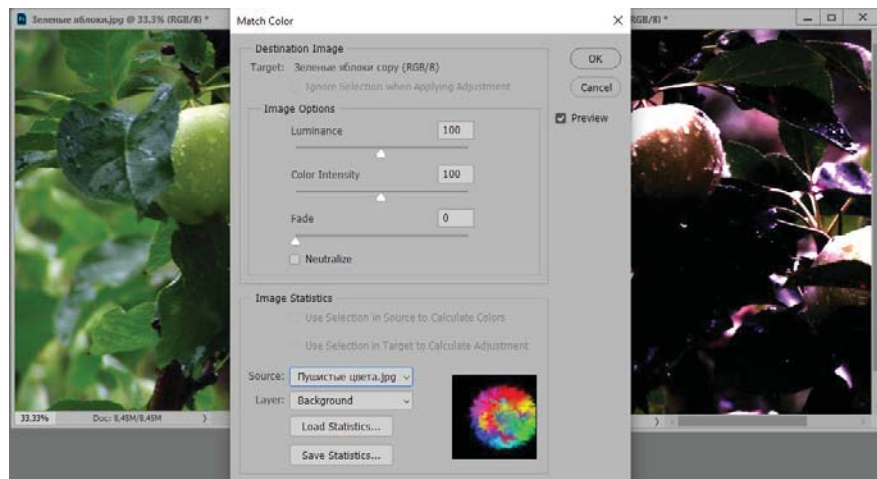 Зеленые яблоки.jpg @ 33,3% (RGB/8) *
Match Color
RGB/8) *
Destination Image
Target: Зеленые яблоки copy (RGB/8)
Ignore Selection when Applying Adjustment
OK
Cancel
Preview
Image Options
Luminance 100
Color Intensity 100
Fade 0
Neutralize
Image Statistics
Use Selection in Source to Calculate Colors
Use Selection in Target to Calculate Adjustment
Source: Пушистые цвета.jpg
Layer: Background
Load Statistics...
Save Statistics...
33,33% Doc: 8,45M/8,45M